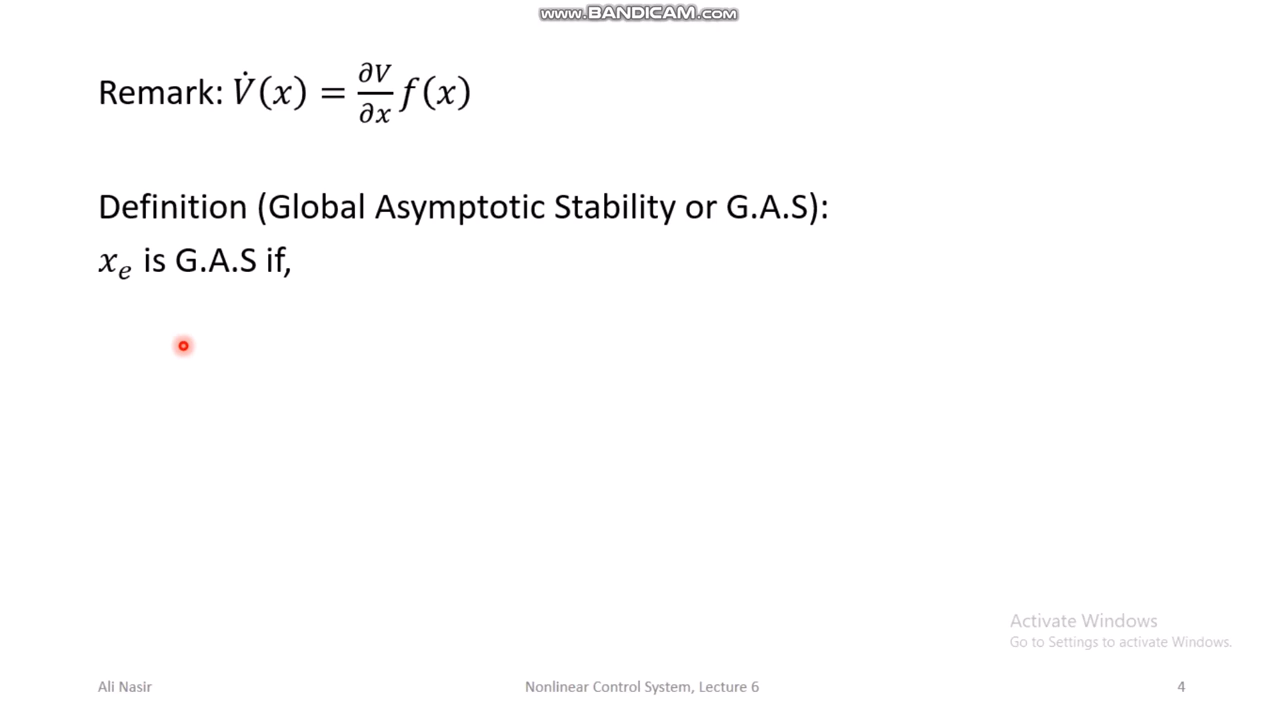 www.BANDICAM.com
Remark: V̇(x) = ∂V/∂x f(x)
Definition (Global Asymptotic Stability or G.A.S):
xₑ is G.A.S if,
Activate Windows
Go to Settings to activate Windows.
Ali Nasir
Nonlinear Control System, Lecture 6
4